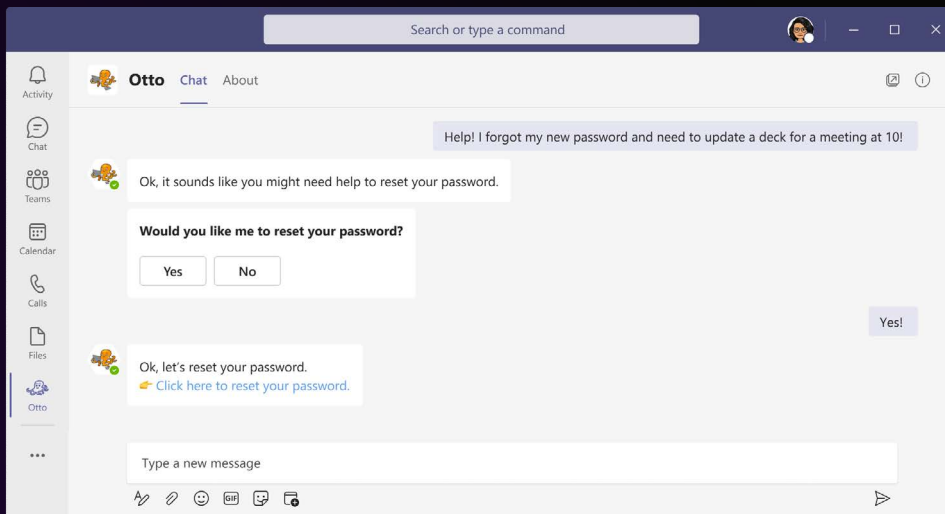 Search or type a command
Activity
Chat
Teams
Calendar
Calls
Files
Otto
Otto Chat About
Help! I forgot my new password and need to update a deck for a meeting at 10!
Ok, it sounds like you might need help to reset your password.
Would you like me to reset your password?
Yes No
Yes!
Ok, let's reset your password.
👉 Click here to reset your password.
Type a new message
GIF